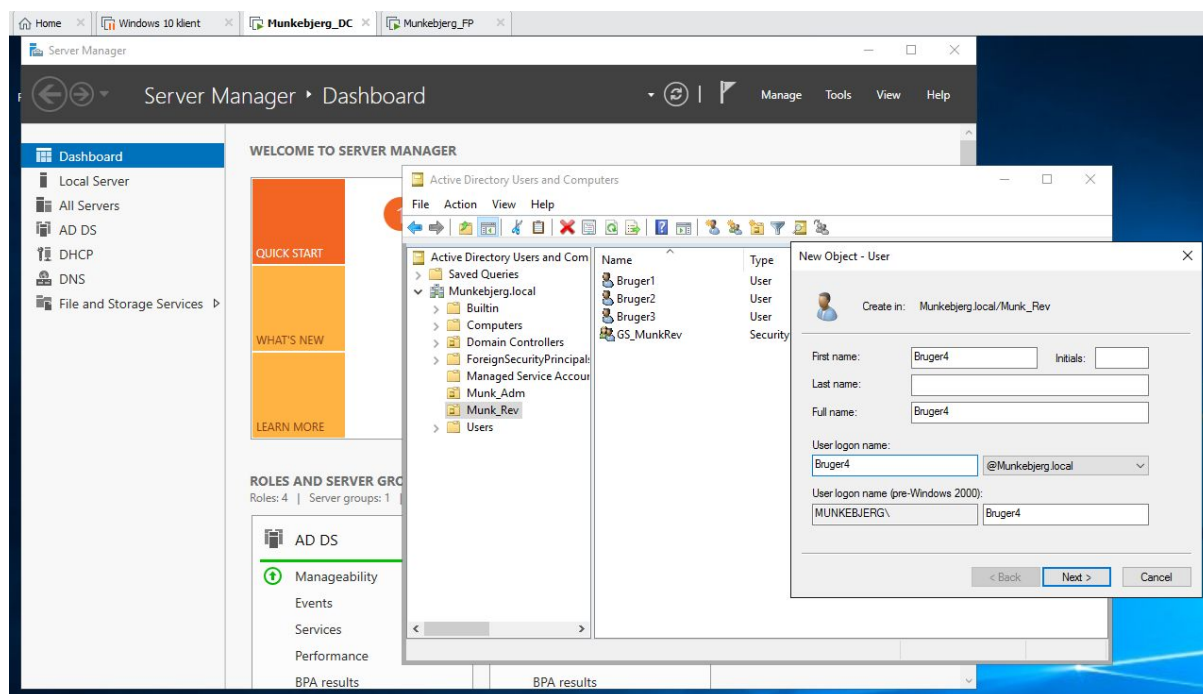 Home
Windows 10 klient
Munkebjerg_DC
Munkebjerg_FP
Server Manager
Server Manager • Dashboard
Manage Tools View Help
Dashboard
Local Server
All Servers
AD DS
DHCP
DNS
File and Storage Services
WELCOME TO SERVER MANAGER
QUICK START
WHAT'S NEW
LEARN MORE
1
ROLES AND SERVER GRO
Roles: 4 | Server groups: 1 |
AD DS
Manageability
Events
Services
Performance
BPA results
BPA results
Active Directory Users and Computers
File Action View Help
Active Directory Users and Com
Saved Queries
Munkebjerg.local
Builtin
Computers
Domain Controllers
ForeignSecurityPrincipals
Managed Service Accour
Munk_Adm
Munk_Rev
Users
Name Type
Bruger1 User
Bruger2 User
Bruger3 User
GS_MunkRev Security
New Object - User
Create in: Munkebjerg.local/Munk_Rev
First name: Bruger4 Initials:
Last name:
Full name: Bruger4
User logon name:
Bruger4 @Munkebjerg.local
User logon name (pre-Windows 2000):
MUNKEBJERG\ Bruger4
< Back Next > Cancel